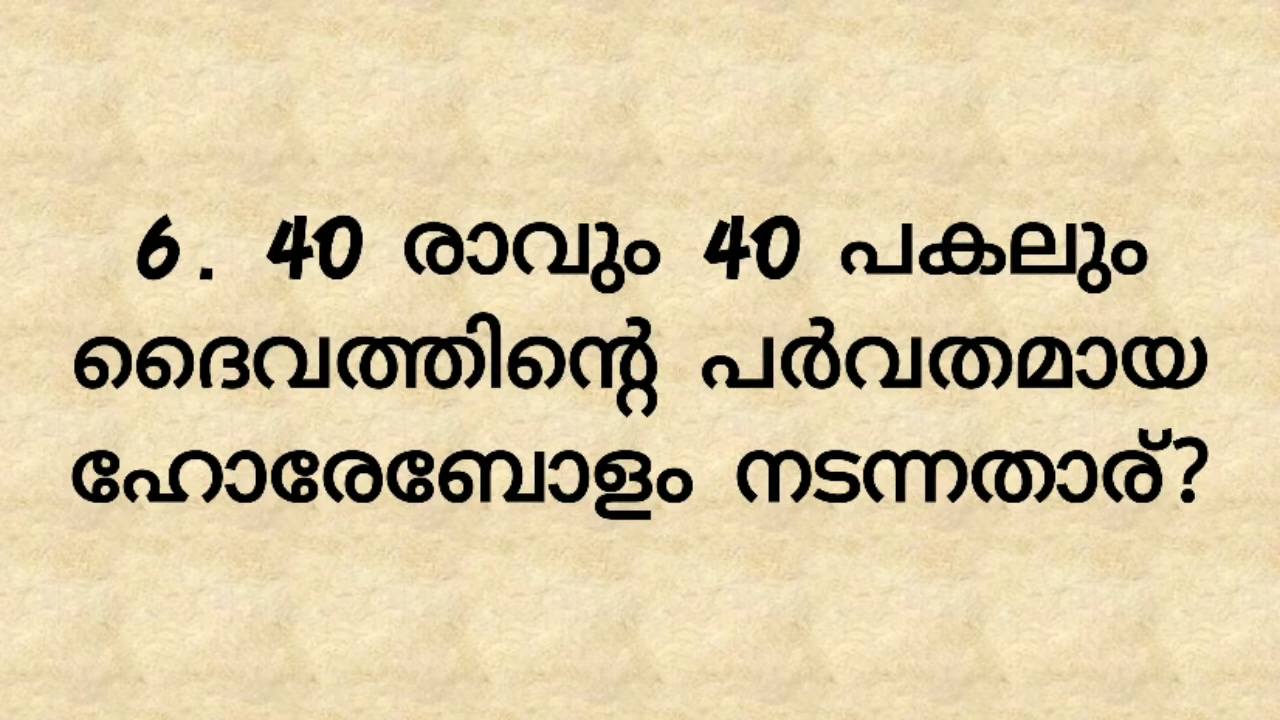 6. 40 രാവും 40 പകലും
ദൈവത്തിന്റെ പർവതമായ
ഹോരേബോളം നടന്നതാര്?